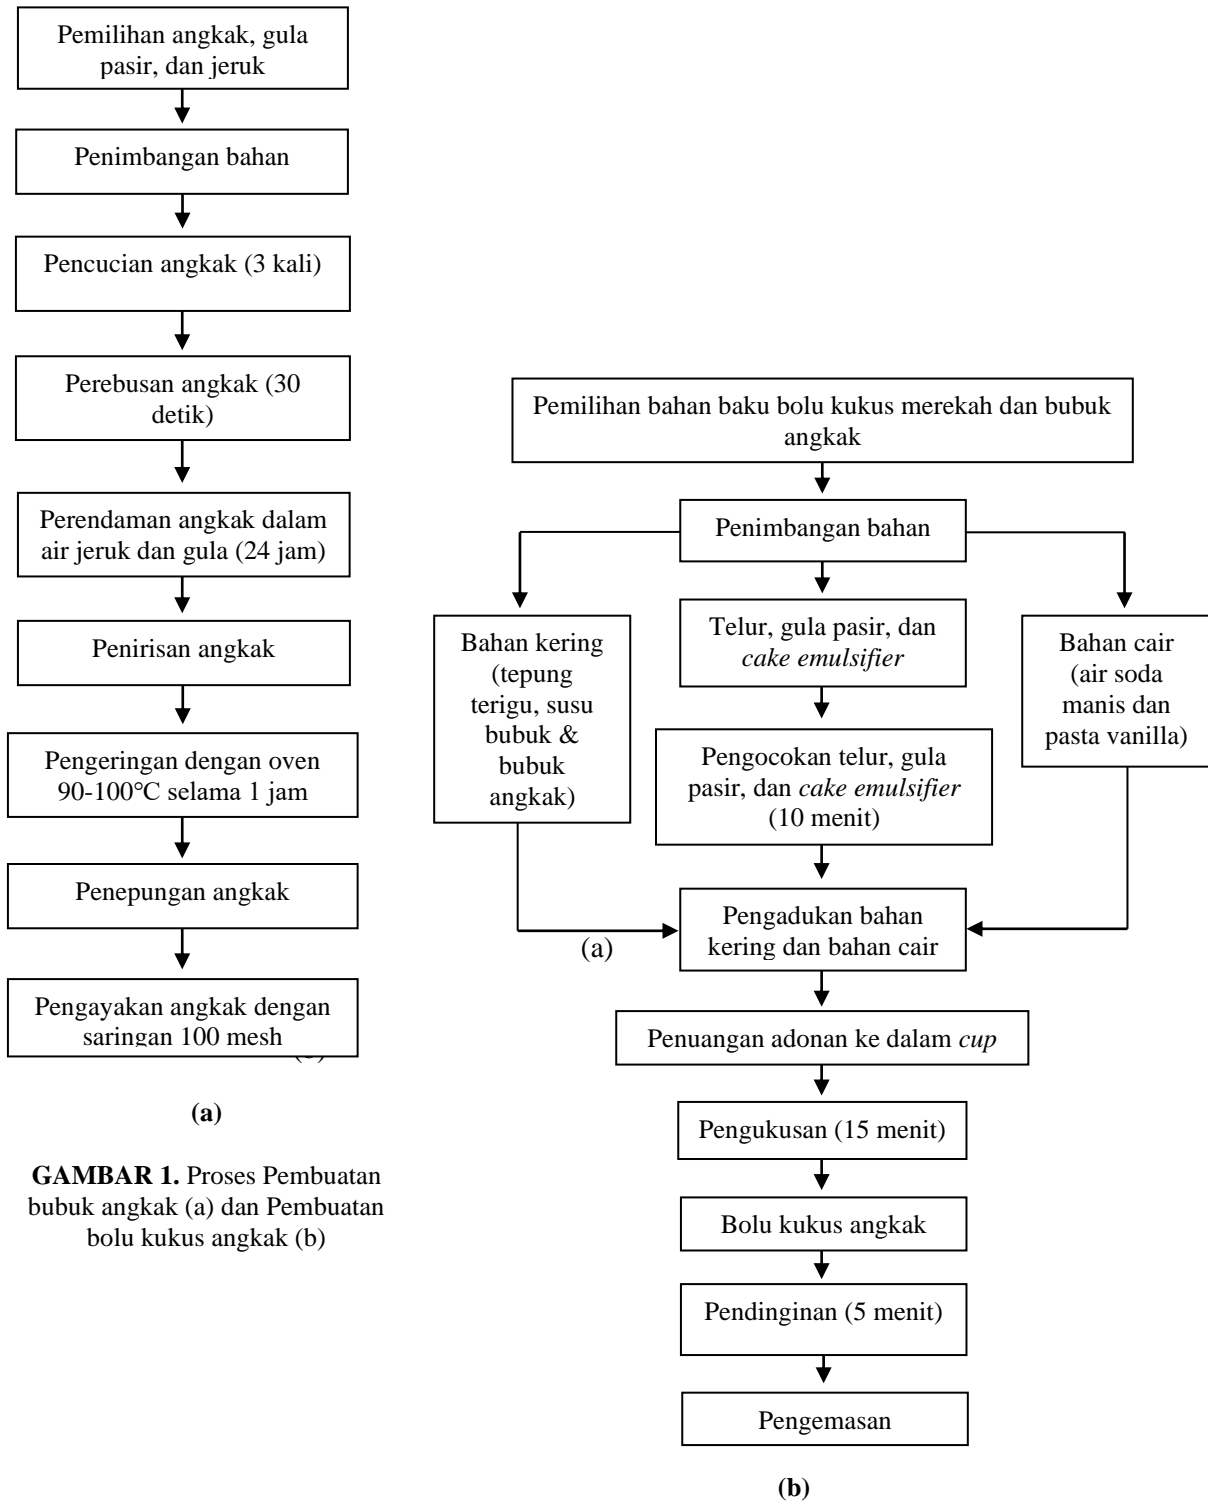 Pemilihan angkak, gula
pasir, dan jeruk
Penimbangan bahan
Pencucian angkak (3 kali)
Perebusan angkak (30
detik)
Perendaman angkak dalam
air jeruk dan gula (24 jam)
Penirisan angkak
Pengeringan dengan oven
90-100°C selama 1 jam
Penepungan angkak
Pengayakan angkak dengan
saringan 100 mesh
(a)
GAMBAR 1. Proses Pembuatan
bubuk angkak (a) dan Pembuatan
bolu kukus angkak (b)
Pemilihan bahan baku bolu kukus merekah dan bubuk
angkak
Penimbangan bahan
Bahan kering
(tepung
terigu, susu
bubuk &
bubuk
angkak)
Telur, gula pasir, dan
cake emulsifier
Pengocokan telur, gula
pasir, dan cake emulsifier
(10 menit)
Bahan cair
(air soda
manis dan
pasta vanilla)
(a)
Pengadukan bahan
kering dan bahan cair
Penuangan adonan ke dalam cup
Pengukusan (15 menit)
Bolu kukus angkak
Pendinginan (5 menit)
Pengemasan
(b)